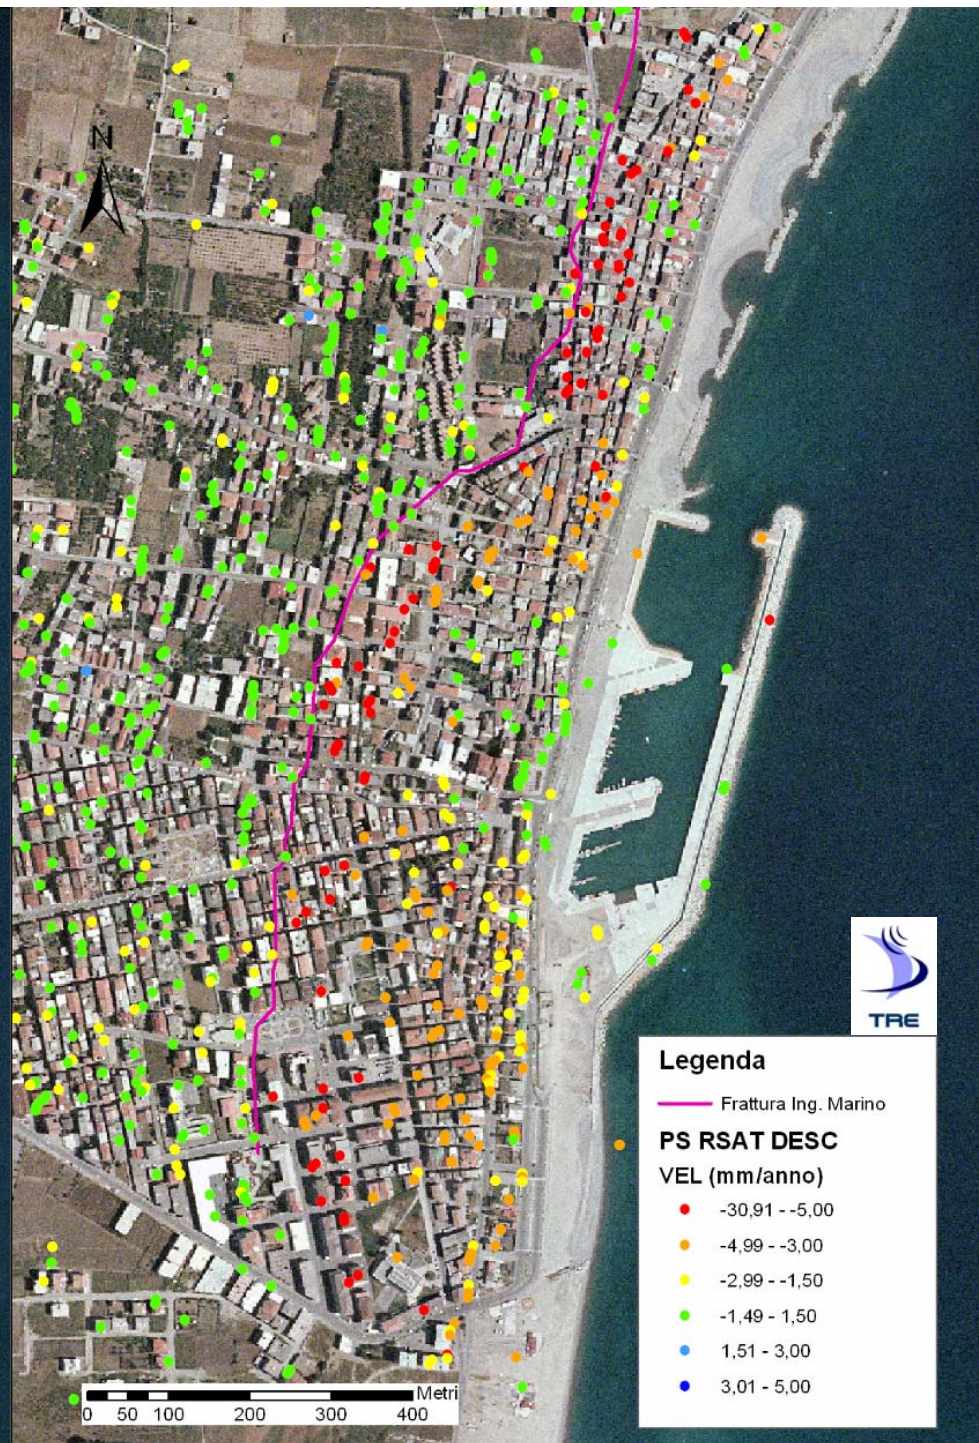 N
TRE
Legenda
Frattura Ing. Marino
PS RSAT DESC
VEL (mm/anno)
-30,91 - -5,00
-4,99 - -3,00
-2,99 - -1,50
-1,49 - 1,50
1,51 - 3,00
3,01 - 5,00
Metri
0 50 100 200 300 400